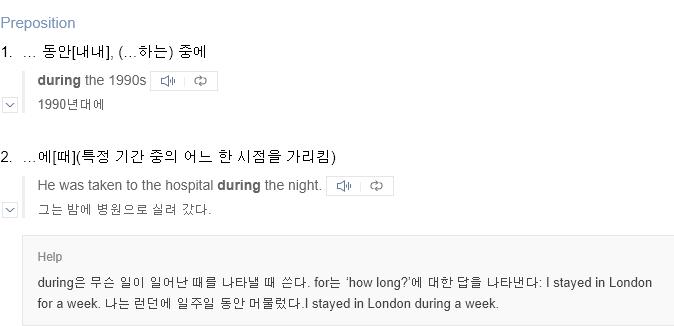 Preposition
1. ... 동안[내내], (...하는) 중에
during the 1990s
1990년대에
2. ...에[때](특정 기간 중의 어느 한 시점을 가리킴)
He was taken to the hospital during the night.
그는 밤에 병원으로 실려 갔다.
Help
during은 무슨 일이 일어난 때를 나타낼 때 쓴다. for는 ‘how long?’에 대한 답을 나타낸다: I stayed in London
for a week. 나는 런던에 일주일 동안 머물렀다.I stayed in London during a week.